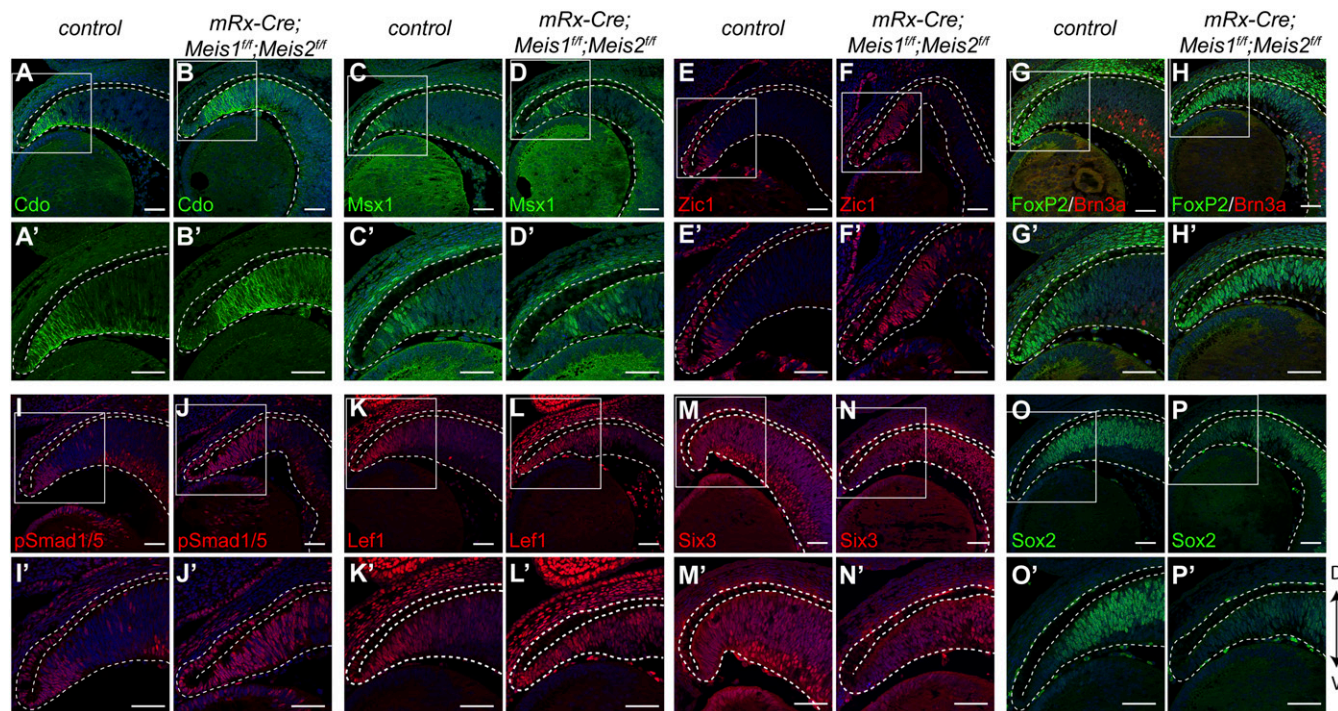 control mRx-Cre; Meis1f/f;Meis2f/f control mRx-Cre; Meis1f/f;Meis2f/f control mRx-Cre; Meis1f/f;Meis2f/f control mRx-Cre; Meis1f/f;Meis2f/f
A B C D E F G H
Cdo Cdo Msx1 Msx1 Zic1 Zic1 FoxP2/Brn3a FoxP2/Brn3a
A' B' C' D' E' F' G' H'
I J K L M N O P
pSmad1/5 pSmad1/5 Lef1 Lef1 Six3 Six3 Sox2 Sox2
I' J' K' L' M' N' O' P'
D
V